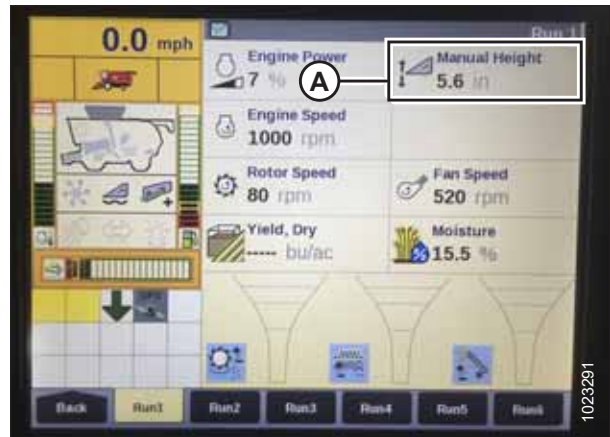 0.0 mph
Run 1
Engine Power
7 %
A
Manual Height
5.6 in
Engine Speed
1000 rpm
Rotor Speed
80 rpm
Fan Speed
520 rpm
Yield, Dry
----- bu/ac
Moisture
%
15.5 %
Back
Run1
Run2
Run3
Run4
Run5
Run6
1023291